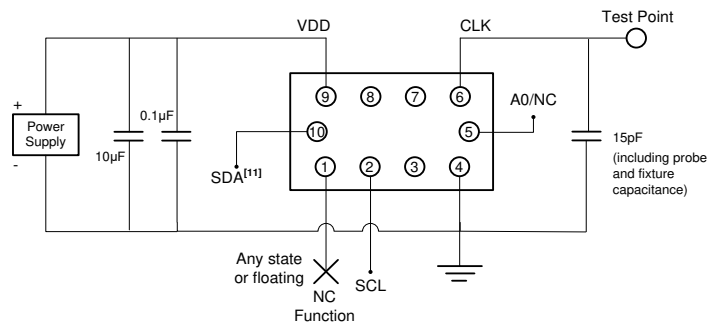 Test Point
VDD
CLK
+
Power
Supply
-
10µF
0.1µF
9
8
7
6
A0/NC
10
5
SDA[11]
1
2
3
4
15pF
(including probe
and fixture
capacitance)
Any state
or floating
NC
Function
SCL